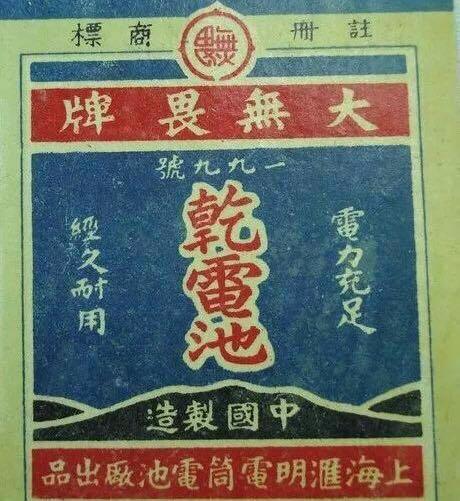 註冊商標
大無畏牌
一九九號
電力充足
乾電池
經久耐用
中國製造
上海滙明電筒電池廠出品